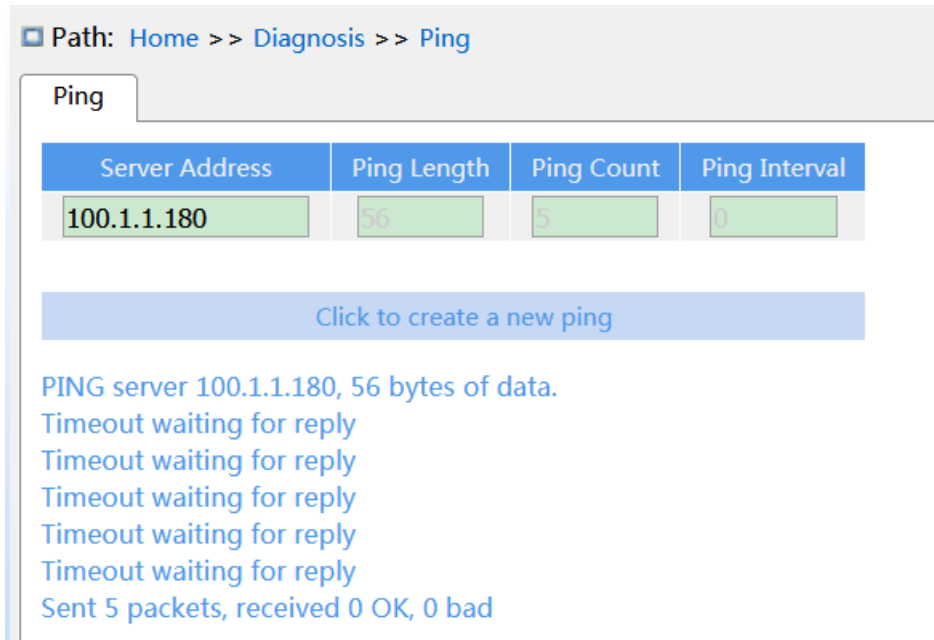 Path: Home >> Diagnosis >> Ping
Ping
Server Address Ping Length Ping Count Ping Interval
100.1.1.180 56 5 0
Click to create a new ping
PING server 100.1.1.180, 56 bytes of data.
Timeout waiting for reply
Timeout waiting for reply
Timeout waiting for reply
Timeout waiting for reply
Timeout waiting for reply
Sent 5 packets, received 0 OK, 0 bad